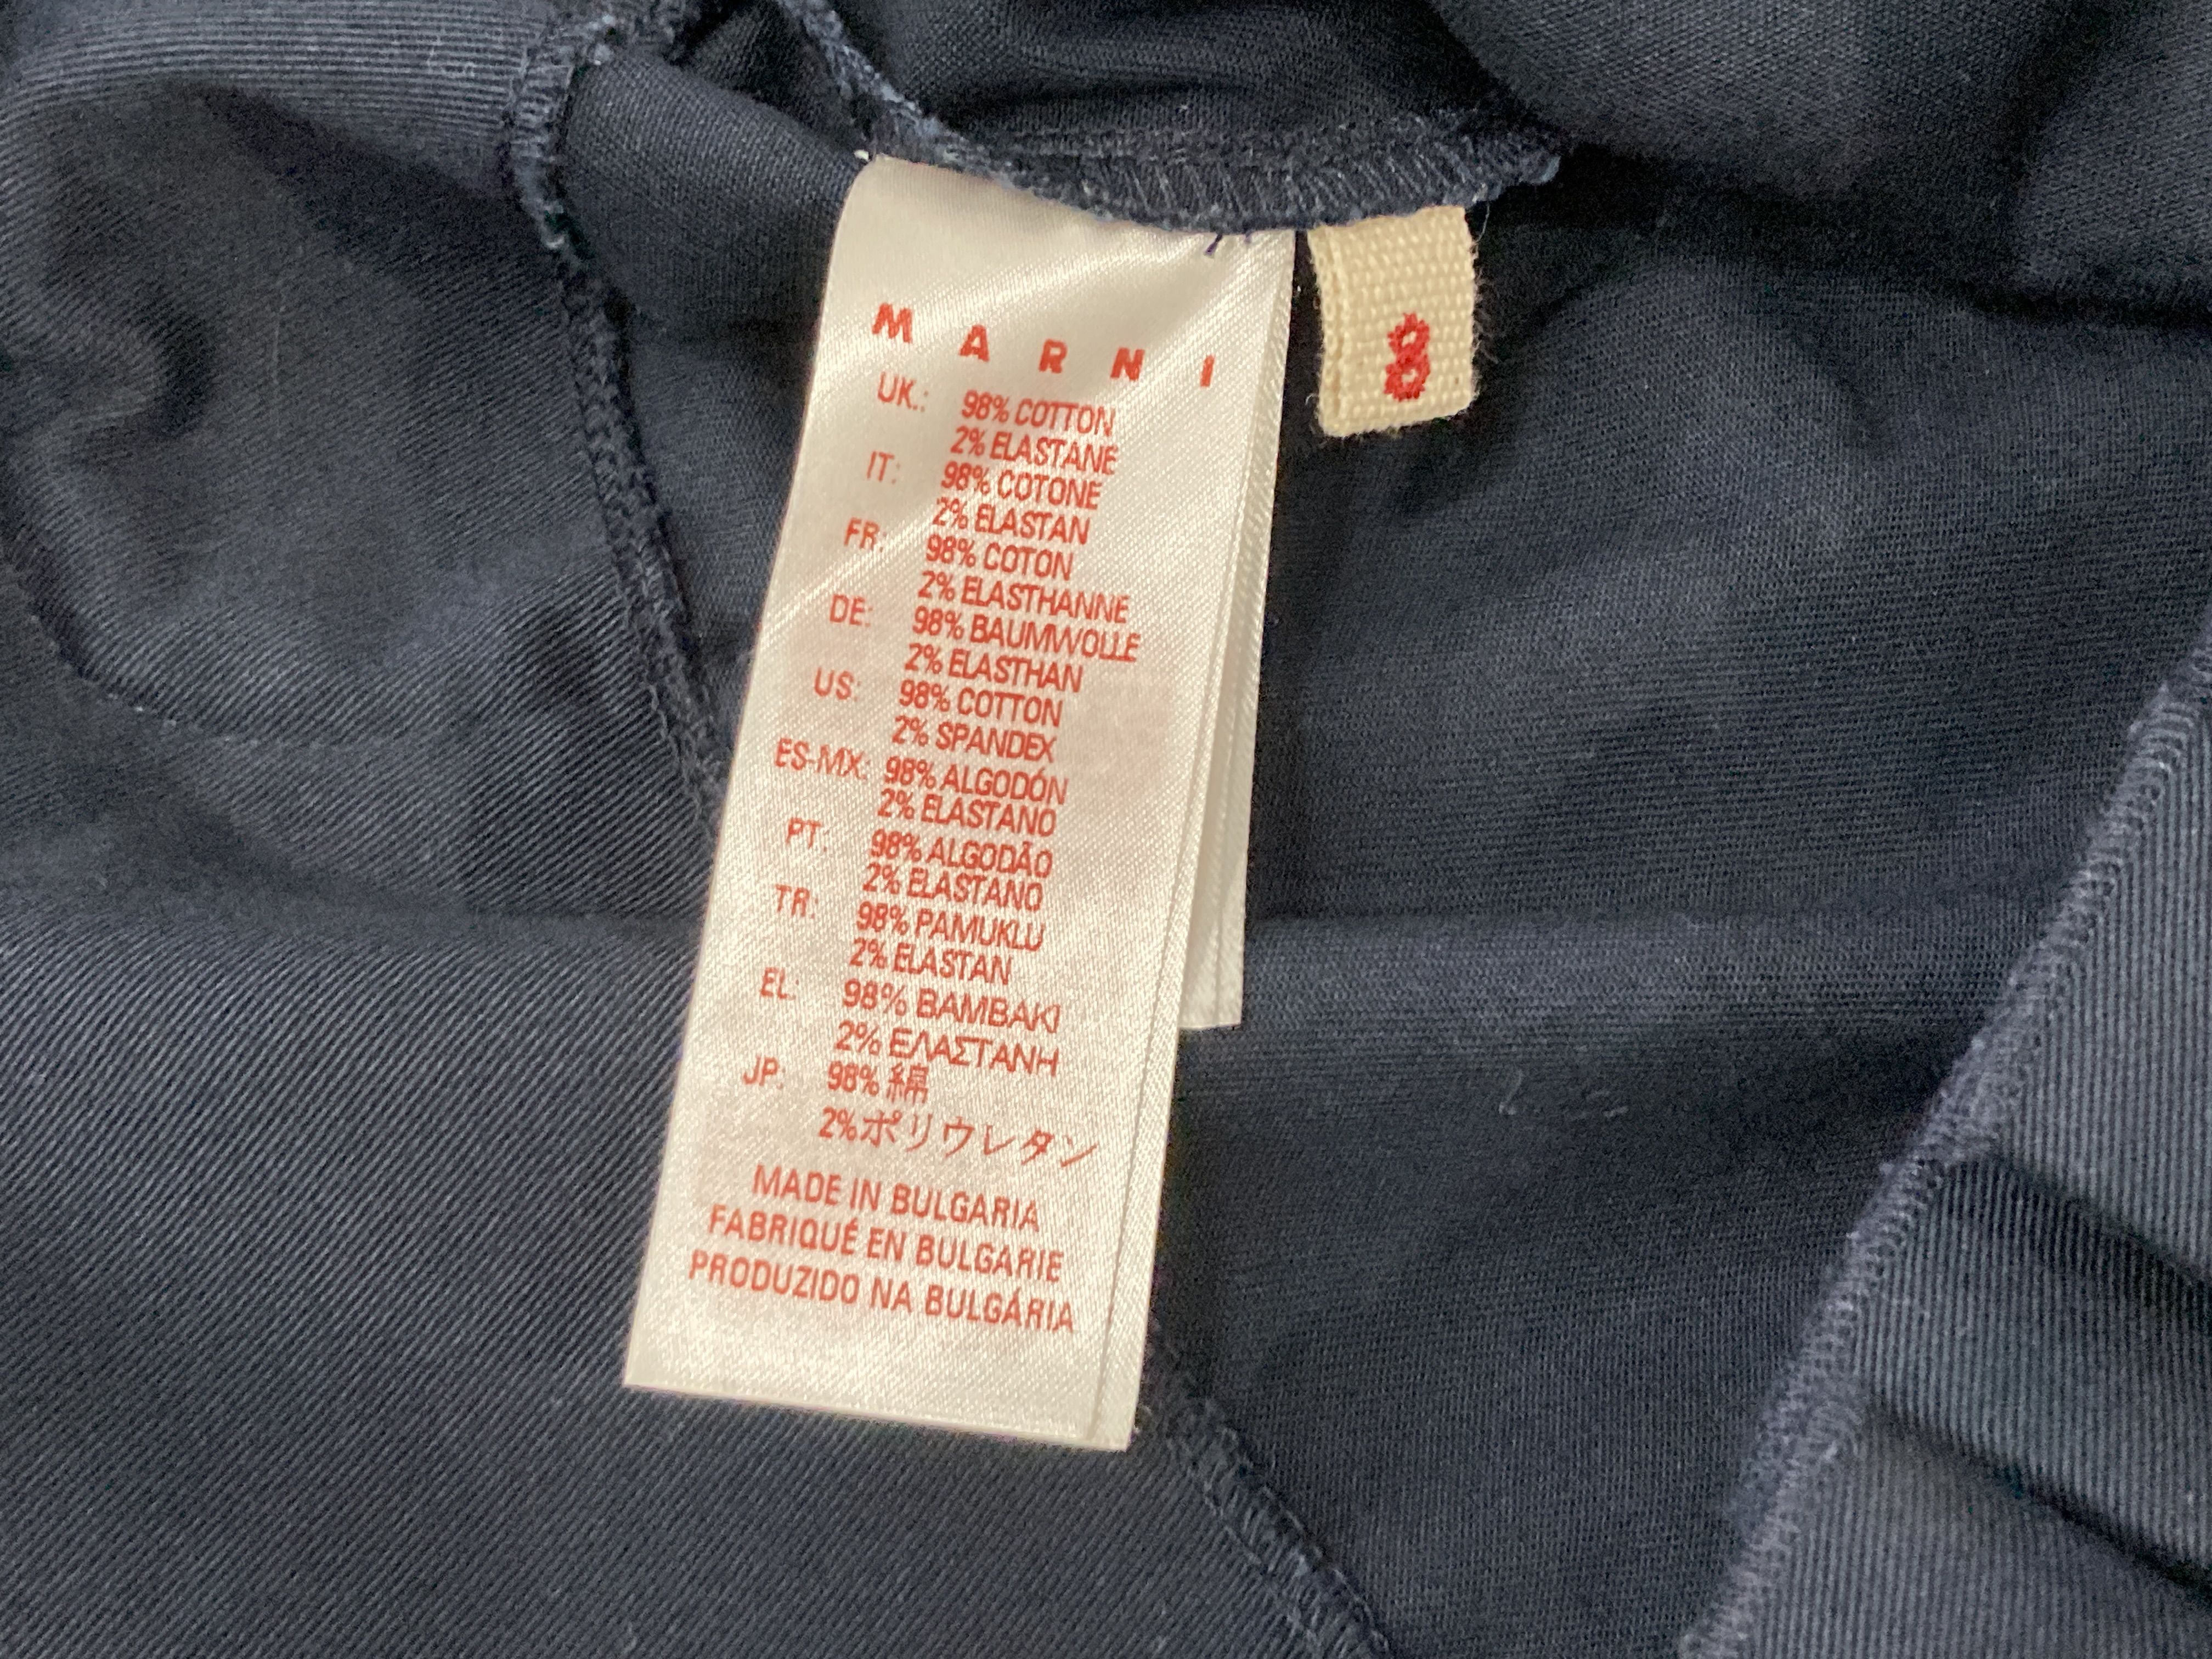 MARNI
8
UK.: 98% COTTON
2% ELASTANE
IT: 98% COTONE
2% ELASTAN
FR: 98% COTON
2% ELASTHANNE
DE: 98% BAUMWOLLE
2% ELASTHAN
US: 98% COTTON
2% SPANDEX
ES-MX: 98% ALGODÓN
2% ELASTANO
PT: 98% ALGODÃO
2% ELASTANO
TR: 98% PAMUKLU
2% ELASTAN
EL: 98% BAMBAKI
2% ΕΛΑΣΤΑΝΗ
JP: 98% 綿
2%ポリウレタン
MADE IN BULGARIA
FABRIQUÉ EN BULGARIE
PRODUZIDO NA BULGÁRIA